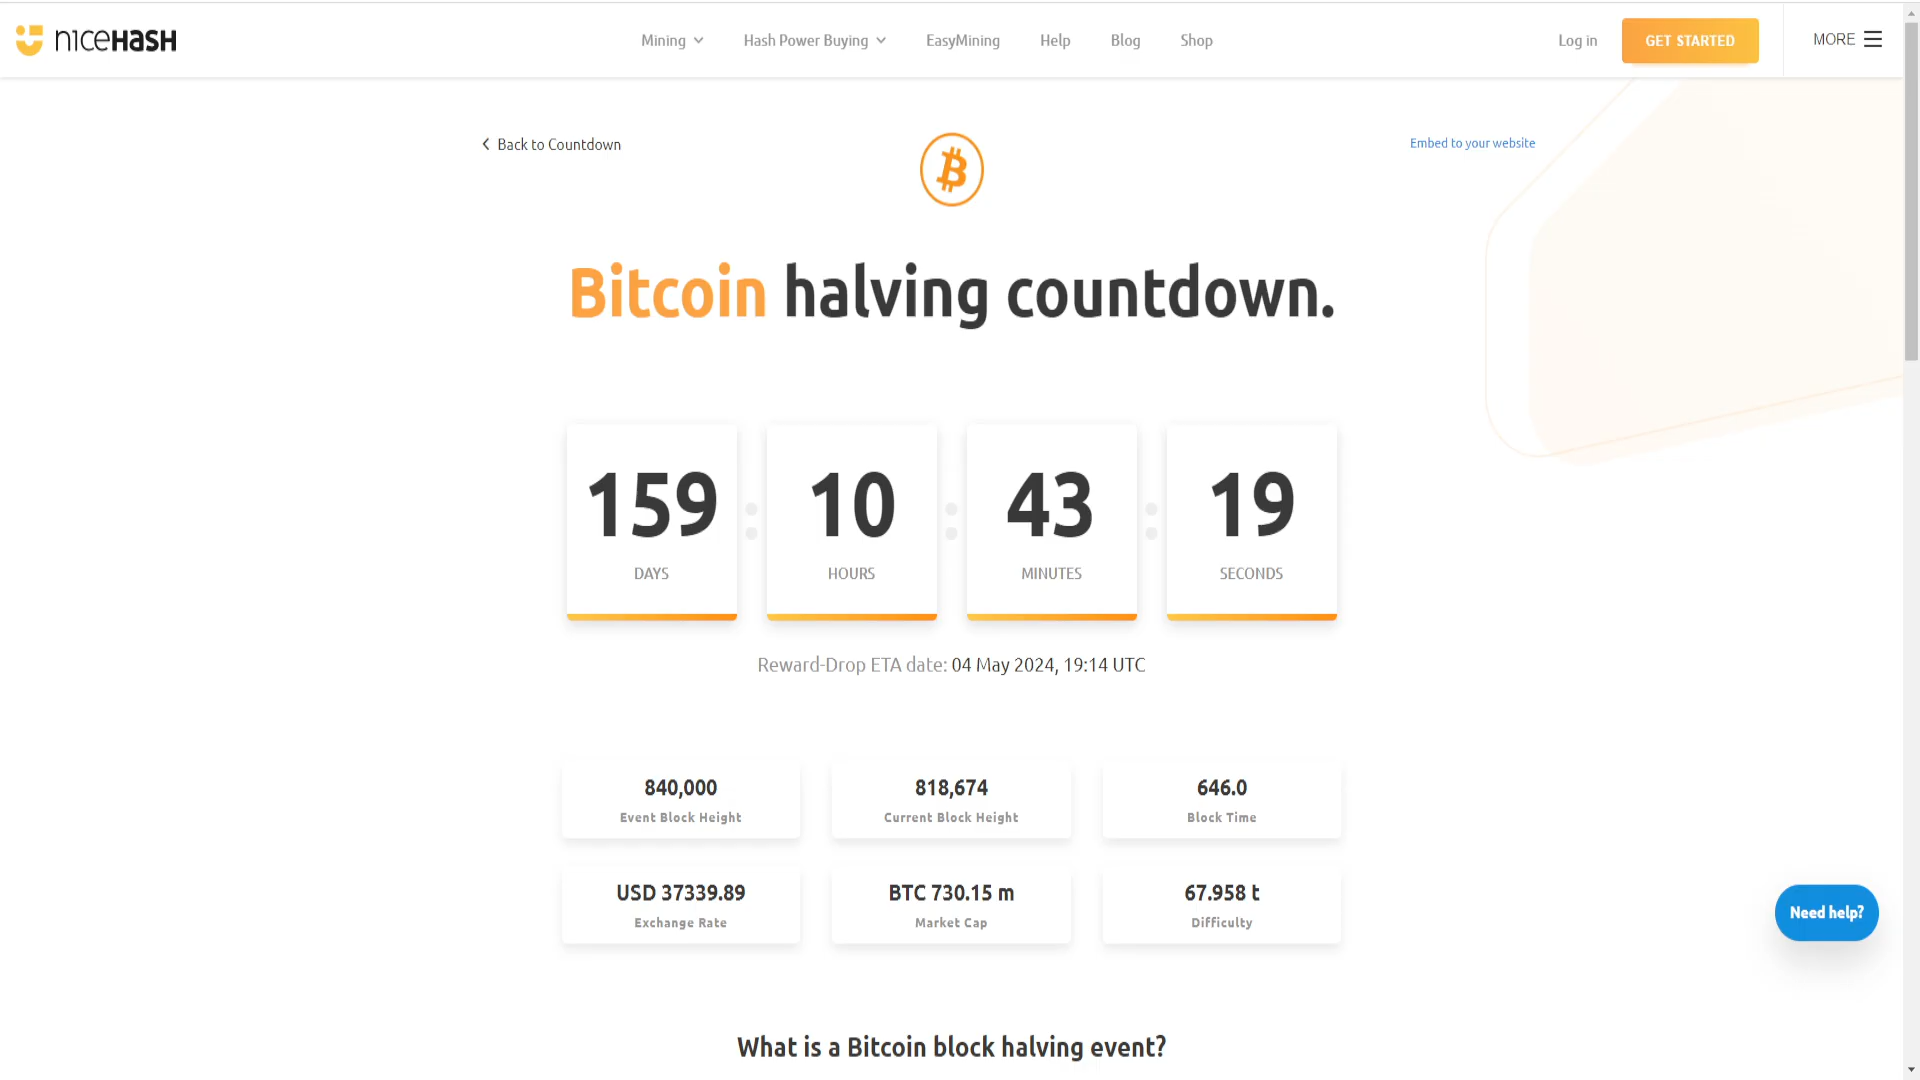 niceHASH
Mining
Hash Power Buying
EasyMining
Help
Blog
Shop
Log in
GET STARTED
MORE
Back to Countdown
Embed to your website
Bitcoin halving countdown.
159 : 10 : 43 : 19
DAYS HOURS MINUTES SECONDS
Reward-Drop ETA date: 04 May 2024, 19:14 UTC
840,000
Event Block Height
818,674
Current Block Height
646.0
Block Time
USD 37339.89
Exchange Rate
BTC 730.15 m
Market Cap
67.958 t
Difficulty
Need help?
What is a Bitcoin block halving event?